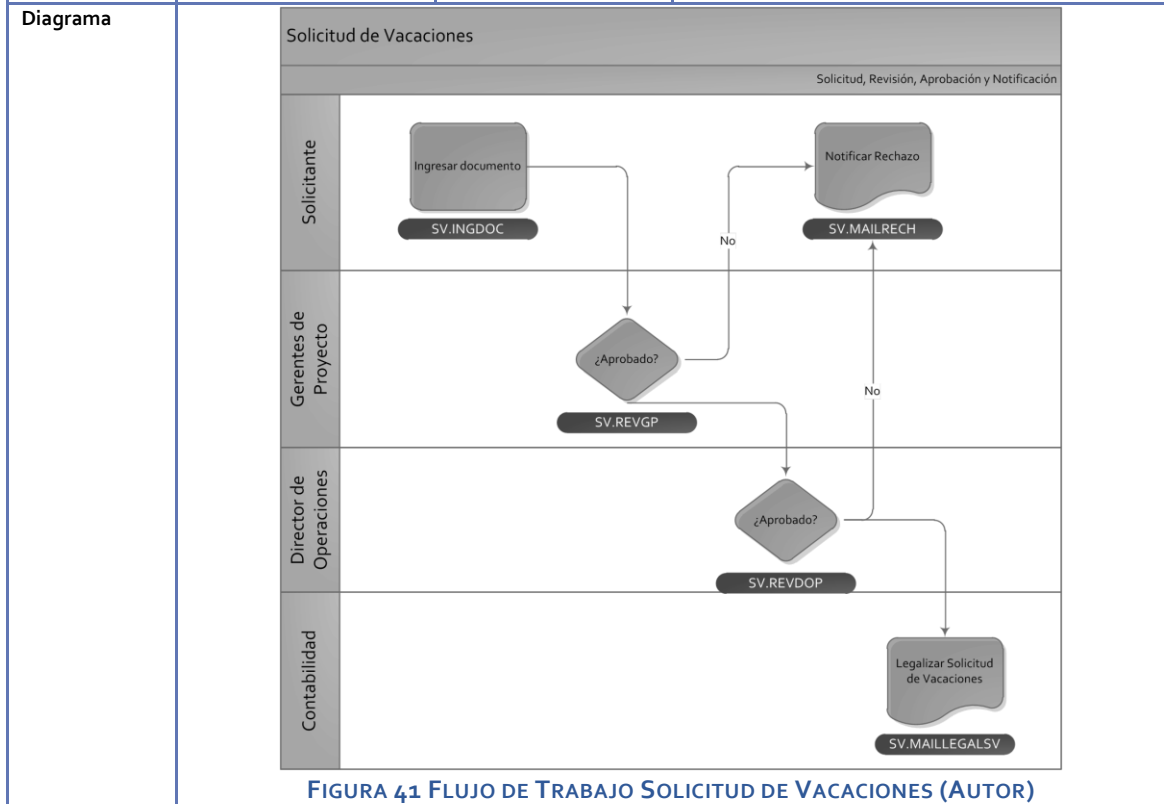 Diagrama
Solicitud de Vacaciones
Solicitud, Revisión, Aprobación y Notificación
Solicitante
Ingresar documento
SV.INGDOC
Notificar Rechazo
SV.MAILRECH
No
Gerentes de
Proyecto
¿Aprobado?
SV.REVGP
No
Director de
Operaciones
¿Aprobado?
SV.REVDOP
Contabilidad
Legalizar Solicitud
de Vacaciones
SV.MAILLEGALSV
FIGURA 41 FLUJO DE TRABAJO SOLICITUD DE VACACIONES (AUTOR)